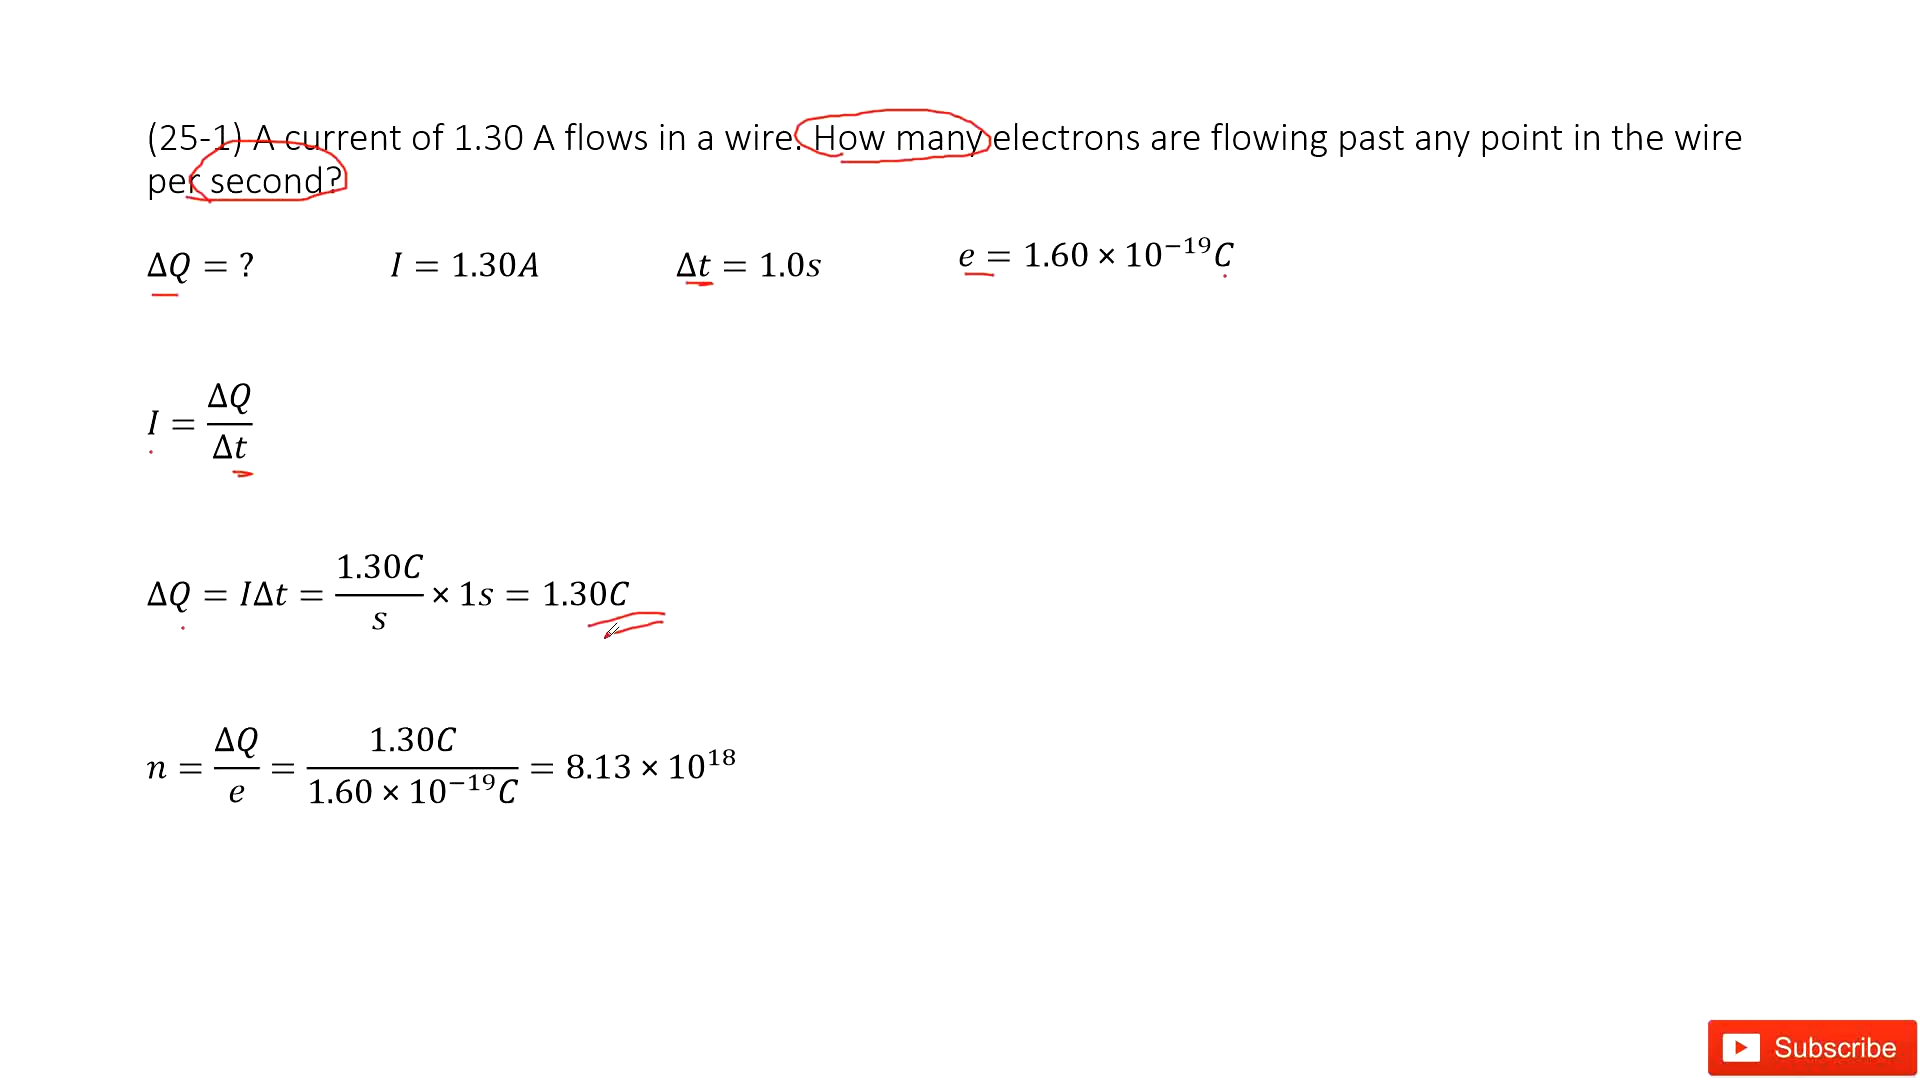 (25-1) A current of 1.30 A flows in a wire. How many electrons are flowing past any point in the wire
per second?
ΔQ = ? I = 1.30A Δt = 1.0s e = 1.60 × 10⁻¹⁹C
I = ΔQ/Δt
ΔQ = IΔt = 1.30C/s × 1s = 1.30C
n = ΔQ/e = 1.30C/1.60 × 10⁻¹⁹C = 8.13 × 10¹⁸
Subscribe